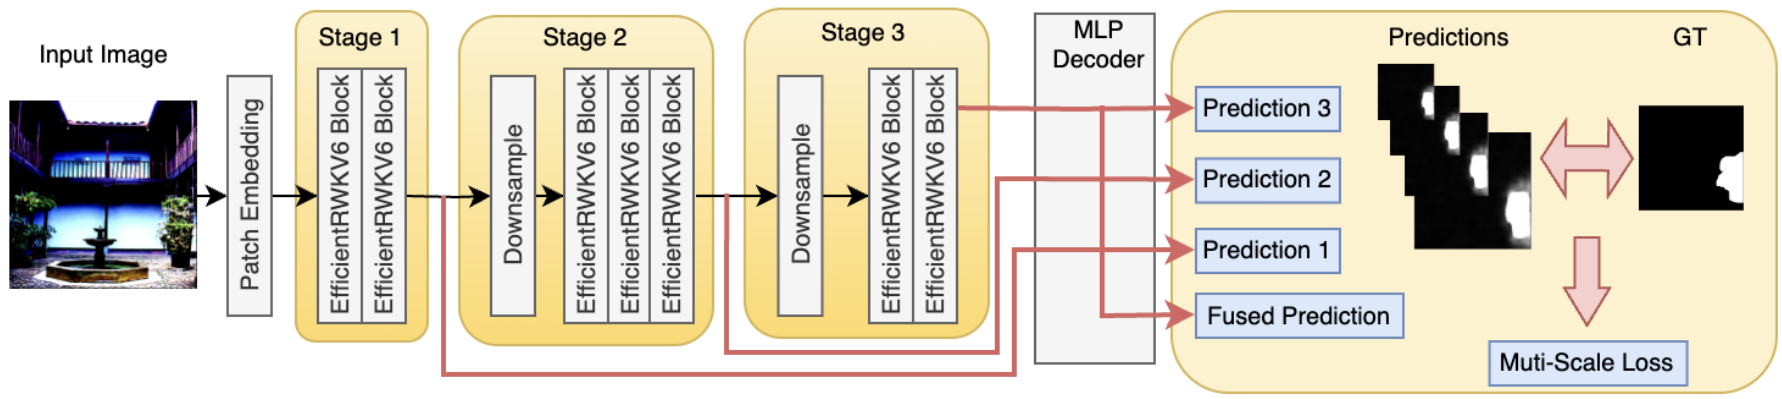 Input Image
Patch Embedding
Stage 1
EfficientRWKV6 Block
EfficientRWKV6 Block
Stage 2
Downsample
EfficientRWKV6 Block
EfficientRWKV6 Block
EfficientRWKV6 Block
Stage 3
Downsample
EfficientRWKV6 Block
EfficientRWKV6 Block
MLP
Decoder
Predictions
GT
Prediction 3
Prediction 2
Prediction 1
Fused Prediction
Muti-Scale Loss